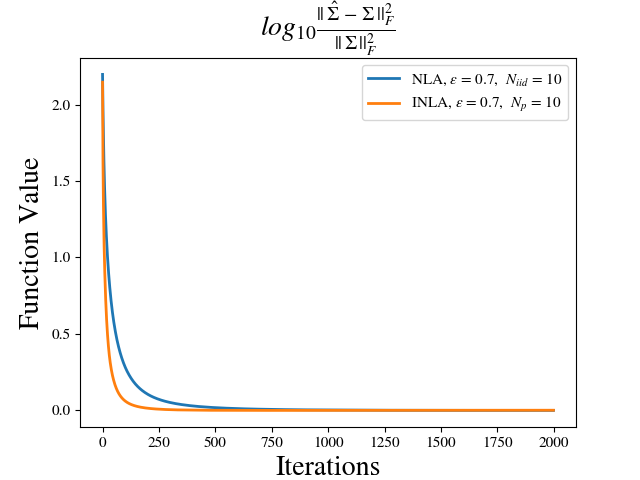 log₁₀ ‖Σ̂ − Σ‖²_F / ‖Σ‖²_F
NLA, ε = 0.7, N_iid = 10
INLA, ε = 0.7, N_p = 10
Function Value
2.0
1.5
1.0
0.5
0.0
0 250 500 750 1000 1250 1500 1750 2000
Iterations